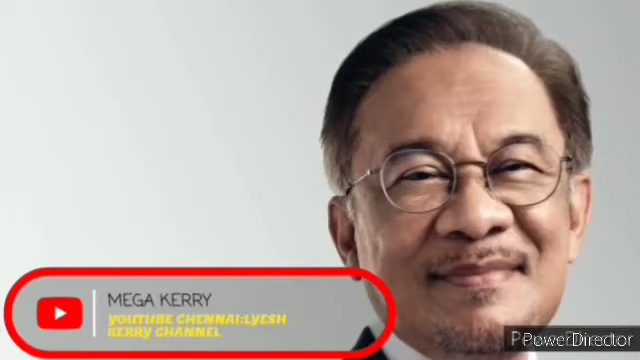 MEGA KERRY
YOUTUBE CHENNAI:LYESH
KERRY CHANNEL
PowerDirector